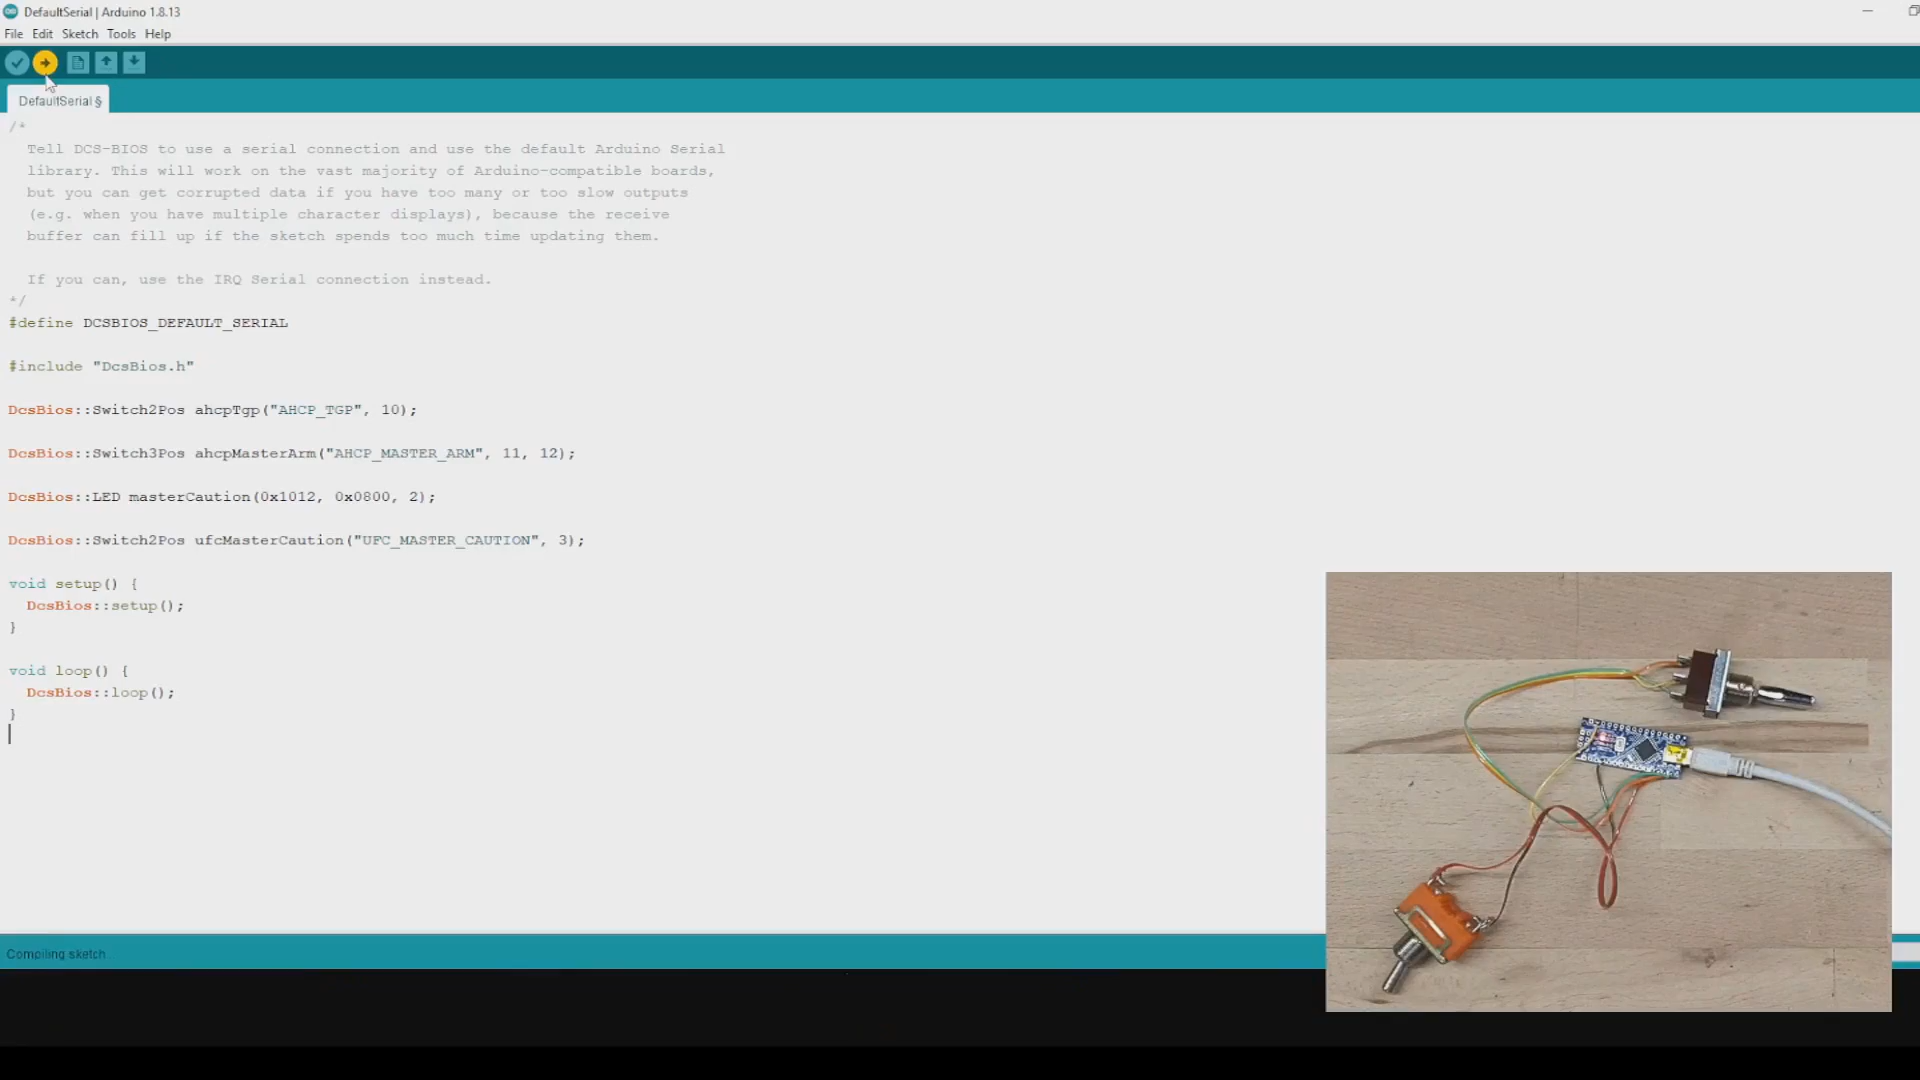 DefaultSerial | Arduino 1.8.13
File Edit Sketch Tools Help
DefaultSerial §
/*
Tell DCS-BIOS to use a serial connection and use the default Arduino Serial
library. This will work on the vast majority of Arduino-compatible boards,
but you can get corrupted data if you have too many or too slow outputs
(e.g. when you have multiple character displays), because the receive
buffer can fill up if the sketch spends too much time updating them.
If you can, use the IRQ Serial connection instead.
*/
#define DCSBIOS_DEFAULT_SERIAL
#include "DcsBios.h"
DcsBios::Switch2Pos ahcpTgp("AHCP_TGP", 10);
DcsBios::Switch3Pos ahcpMasterArm("AHCP_MASTER_ARM", 11, 12);
DcsBios::LED masterCaution(0x1012, 0x0800, 2);
DcsBios::Switch2Pos ufcMasterCaution("UFC_MASTER_CAUTION", 3);
void setup() {
DcsBios::setup();
}
void loop() {
DcsBios::loop();
}
Compiling sketch